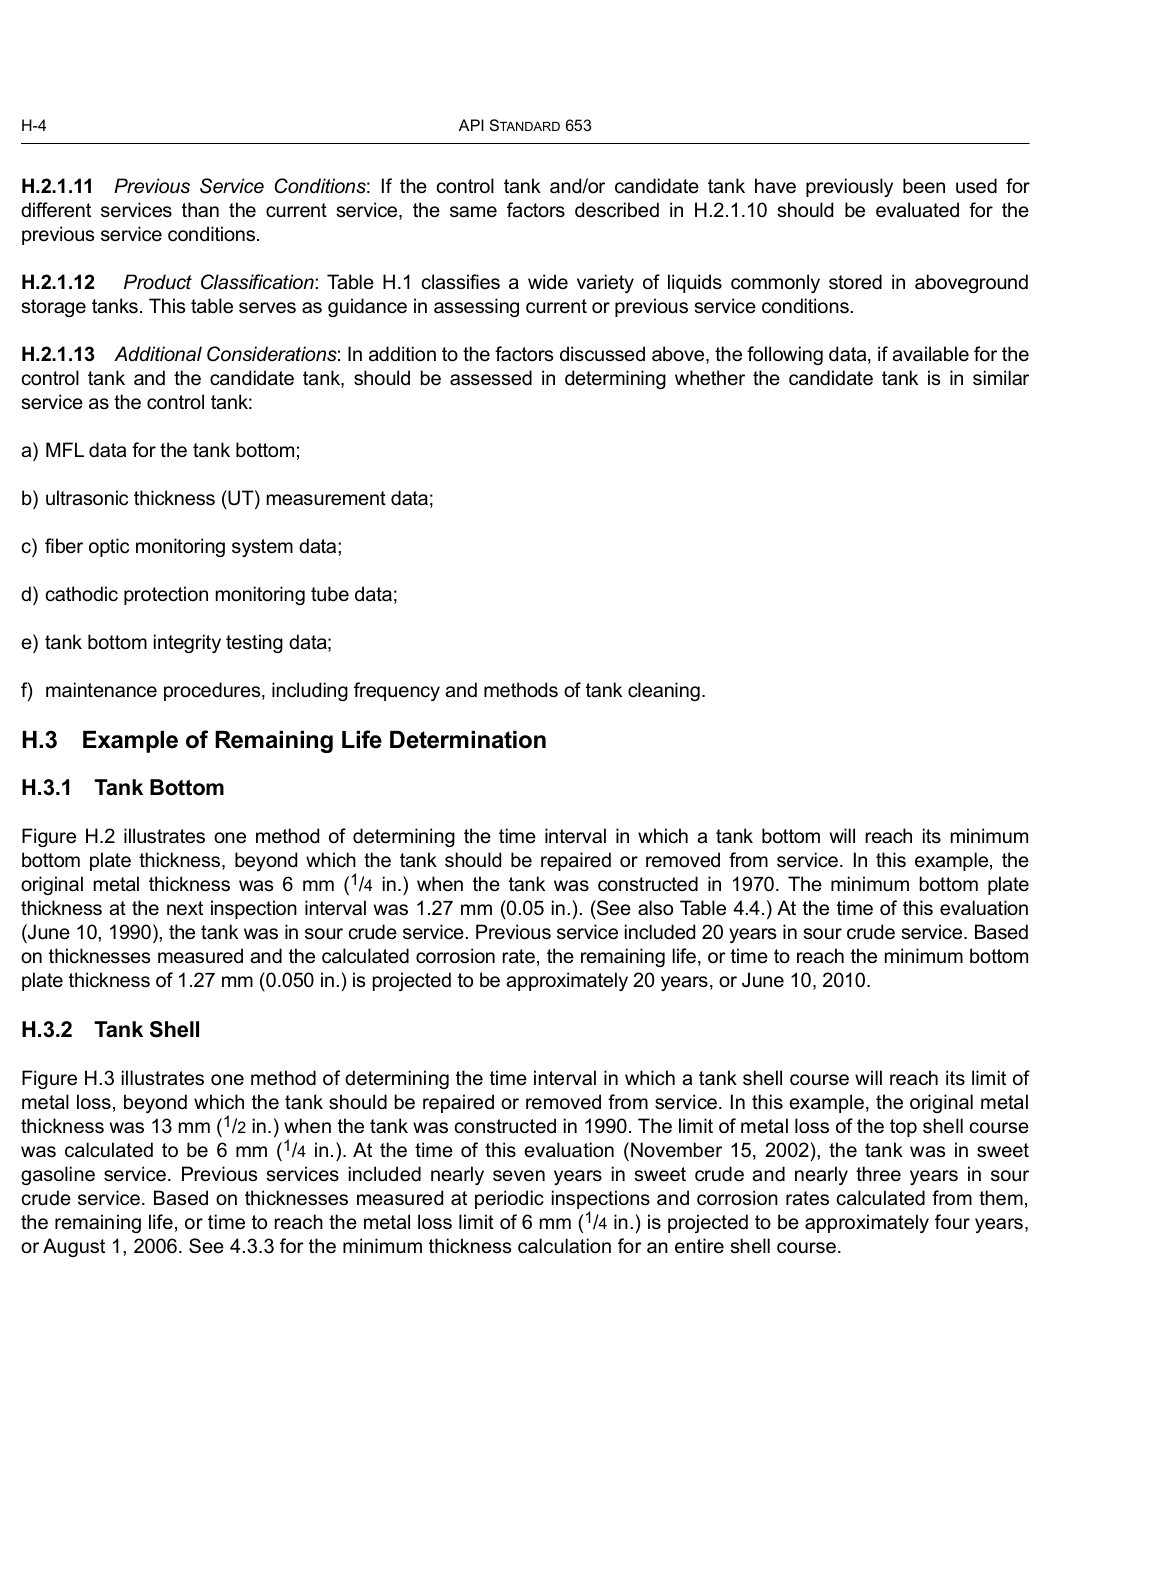 H-4 API STANDARD 653
H.2.1.11 Previous Service Conditions: If the control tank and/or candidate tank have previously been used for
different services than the current service, the same factors described in H.2.1.10 should be evaluated for the
previous service conditions.
H.2.1.12 Product Classification: Table H.1 classifies a wide variety of liquids commonly stored in aboveground
storage tanks. This table serves as guidance in assessing current or previous service conditions.
H.2.1.13 Additional Considerations: In addition to the factors discussed above, the following data, if available for the
control tank and the candidate tank, should be assessed in determining whether the candidate tank is in similar
service as the control tank:
a) MFL data for the tank bottom;
b) ultrasonic thickness (UT) measurement data;
c) fiber optic monitoring system data;
d) cathodic protection monitoring tube data;
e) tank bottom integrity testing data;
f) maintenance procedures, including frequency and methods of tank cleaning.
H.3 Example of Remaining Life Determination
H.3.1 Tank Bottom
Figure H.2 illustrates one method of determining the time interval in which a tank bottom will reach its minimum
bottom plate thickness, beyond which the tank should be repaired or removed from service. In this example, the
original metal thickness was 6 mm (1/4 in.) when the tank was constructed in 1970. The minimum bottom plate
thickness at the next inspection interval was 1.27 mm (0.05 in.). (See also Table 4.4.) At the time of this evaluation
(June 10, 1990), the tank was in sour crude service. Previous service included 20 years in sour crude service. Based
on thicknesses measured and the calculated corrosion rate, the remaining life, or time to reach the minimum bottom
plate thickness of 1.27 mm (0.050 in.) is projected to be approximately 20 years, or June 10, 2010.
H.3.2 Tank Shell
Figure H.3 illustrates one method of determining the time interval in which a tank shell course will reach its limit of
metal loss, beyond which the tank should be repaired or removed from service. In this example, the original metal
thickness was 13 mm (1/2 in.) when the tank was constructed in 1990. The limit of metal loss of the top shell course
was calculated to be 6 mm (1/4 in.). At the time of this evaluation (November 15, 2002), the tank was in sweet
gasoline service. Previous services included nearly seven years in sweet crude and nearly three years in sour
crude service. Based on thicknesses measured at periodic inspections and corrosion rates calculated from them,
the remaining life, or time to reach the metal loss limit of 6 mm (1/4 in.) is projected to be approximately four years,
or August 1, 2006. See 4.3.3 for the minimum thickness calculation for an entire shell course.